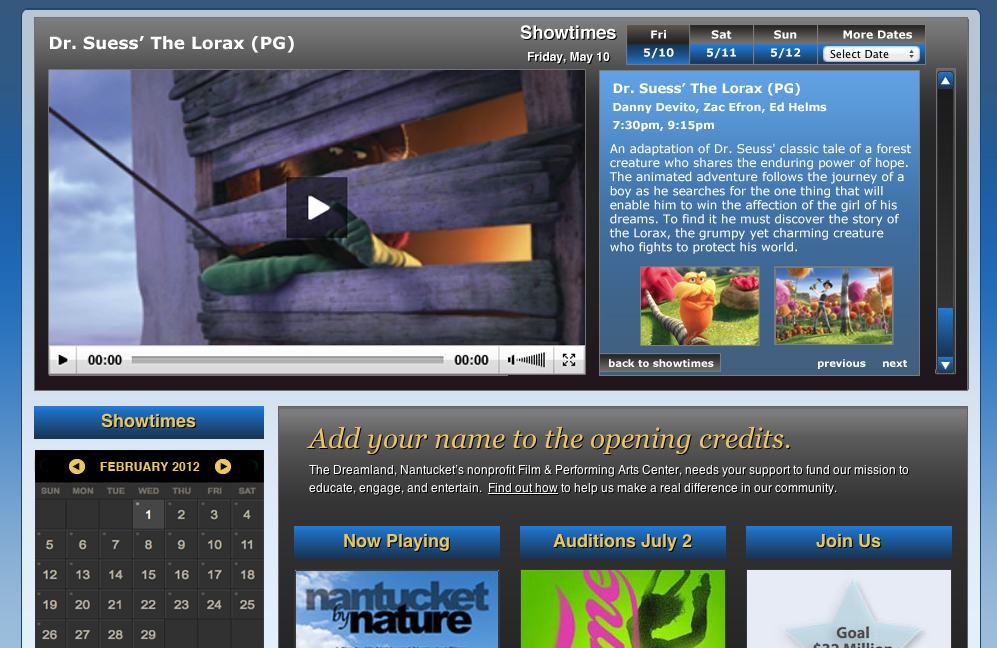 Dr. Suess’ The Lorax (PG)
Showtimes
Friday, May 10
Fri
5/10
Sat
5/11
Sun
5/12
More Dates
Select Date
Dr. Suess’ The Lorax (PG)
Danny Devito, Zac Efron, Ed Helms
7:30pm, 9:15pm
An adaptation of Dr. Seuss' classic tale of a forest
creature who shares the enduring power of hope.
The animated adventure follows the journey of a
boy as he searches for the one thing that will
enable him to win the affection of the girl of his
dreams. To find it he must discover the story of
the Lorax, the grumpy yet charming creature
who fights to protect his world.
00:00
00:00
back to showtimes
previous
next
Showtimes
FEBRUARY 2012
SUN MON TUE WED THU FRI SAT
1 2 3 4
5 6 7 8 9 10 11
12 13 14 15 16 17 18
19 20 21 22 23 24 25
26 27 28 29
Add your name to the opening credits.
The Dreamland, Nantucket's nonprofit Film & Performing Arts Center, needs your support to fund our mission to
educate, engage, and entertain. Find out how to help us make a real difference in our community.
Now Playing
Auditions July 2
Join Us
nantucket
by
nature
me
Goal
$32 Million